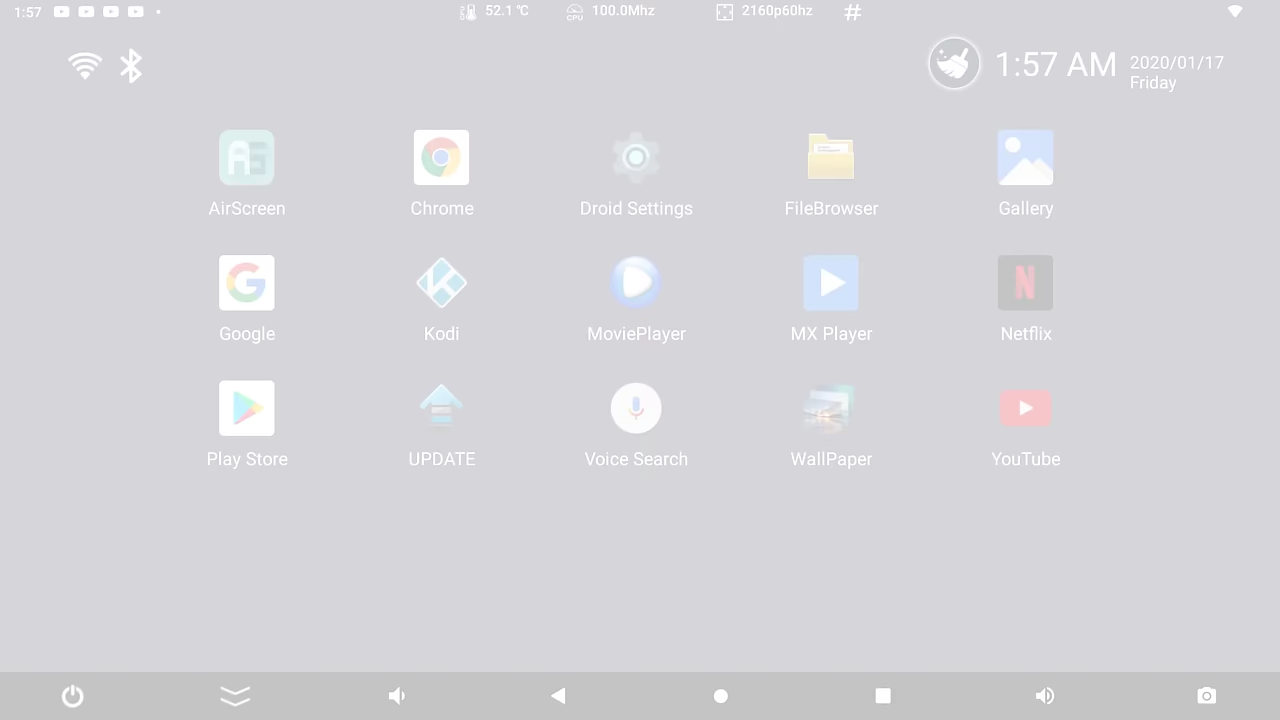 1:57 52.1 ℃ CPU 100.0Mhz 2160p60hz #
1:57 AM 2020/01/17
Friday
AirScreen Chrome Droid Settings FileBrowser Gallery
Google Kodi MoviePlayer MX Player Netflix
Play Store UPDATE Voice Search WallPaper YouTube